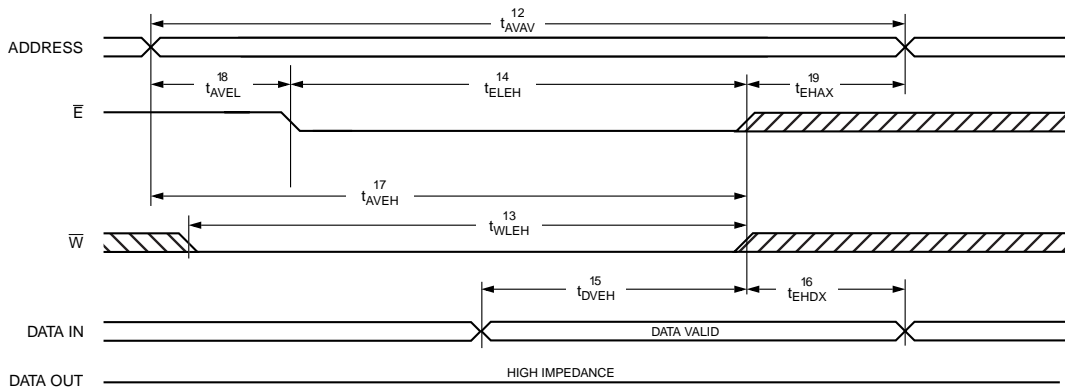 12
tAVAV
ADDRESS
18 14 19
tAVEL tELEH tEHAX
E̅
17
tAVEH
13
tWLEH
W̅
15 16
tDVEH tEHDX
DATA IN DATA VALID
HIGH IMPEDANCE
DATA OUT